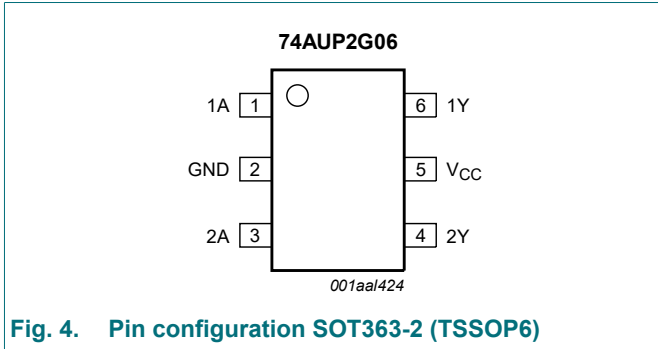 74AUP2G06
1A 1 6 1Y
GND 2 5 VCC
2A 3 4 2Y
001aal424
Fig. 4. Pin configuration SOT363-2 (TSSOP6)